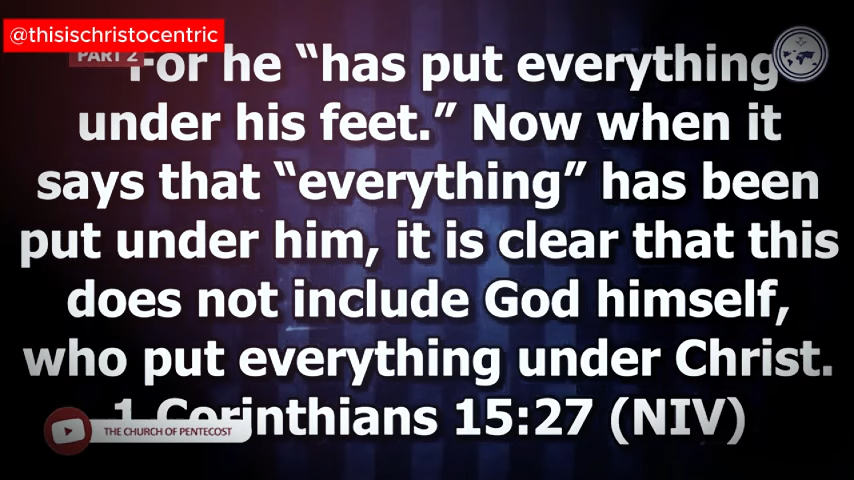 @thisischristocentric
PART 2
For he “has put everything
under his feet.” Now when it
says that “everything” has been
put under him, it is clear that this
does not include God himself,
who put everything under Christ.
1 Corinthians 15:27 (NIV)
THE CHURCH OF PENTECOST